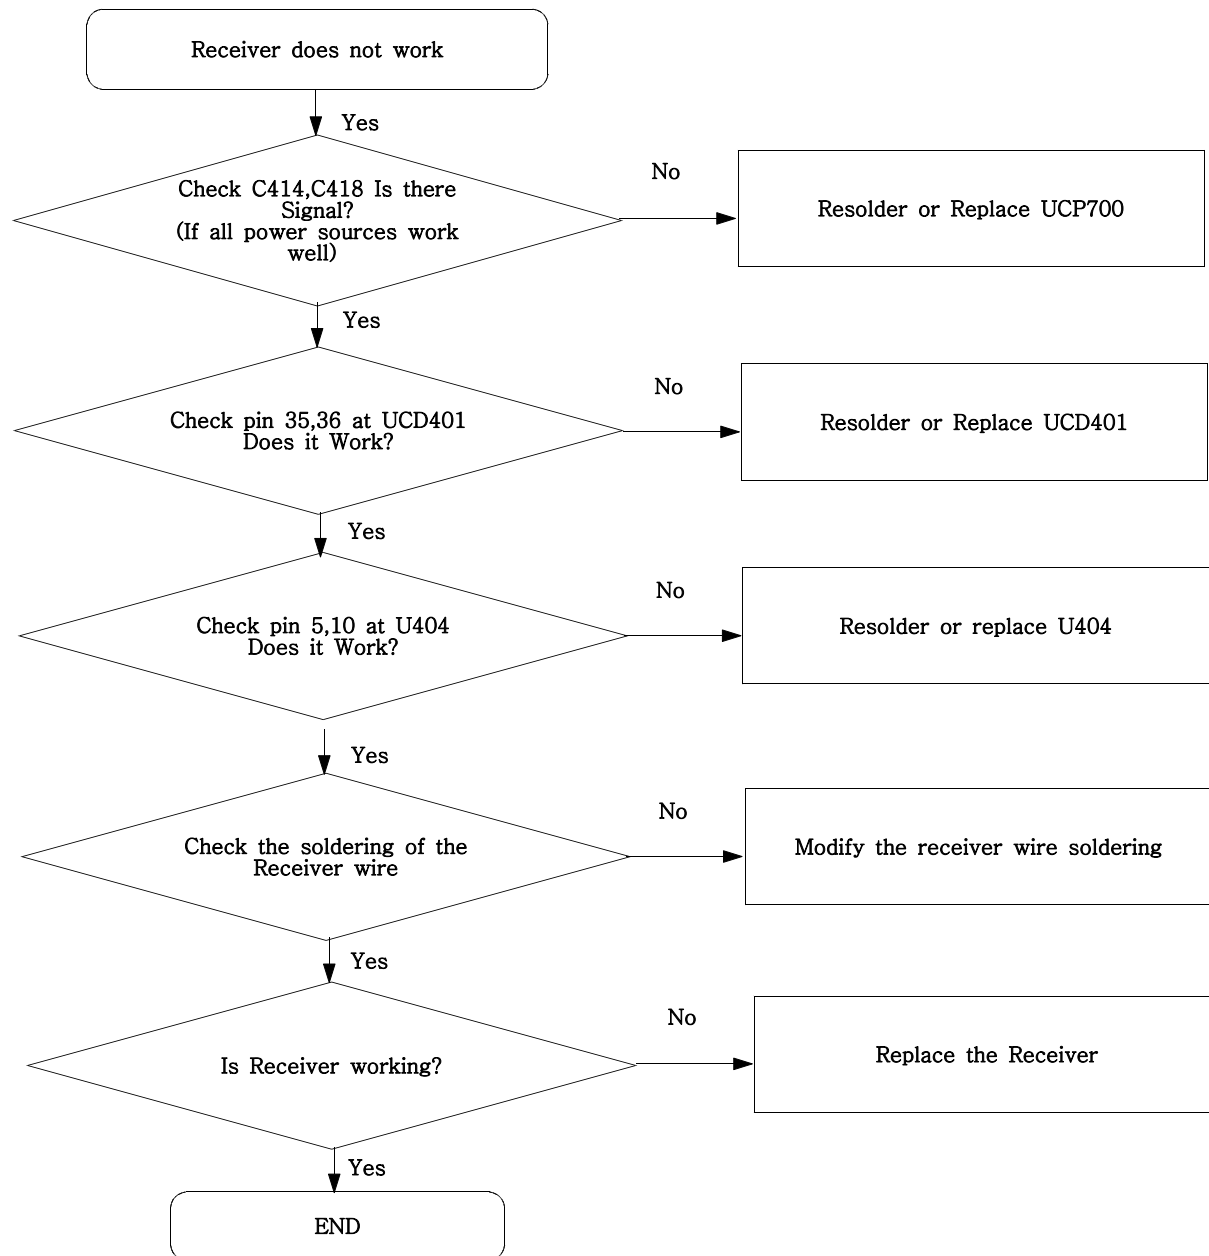 Receiver does not work
Yes
Check C414,C418 Is there
Signal?
(If all power sources work
well)
No
Resolder or Replace UCP700
Yes
Check pin 35,36 at UCD401
Does it Work?
No
Resolder or Replace UCD401
Yes
Check pin 5,10 at U404
Does it Work?
No
Resolder or replace U404
Yes
Check the soldering of the
Receiver wire
No
Modify the receiver wire soldering
Yes
Is Receiver working?
No
Replace the Receiver
Yes
END